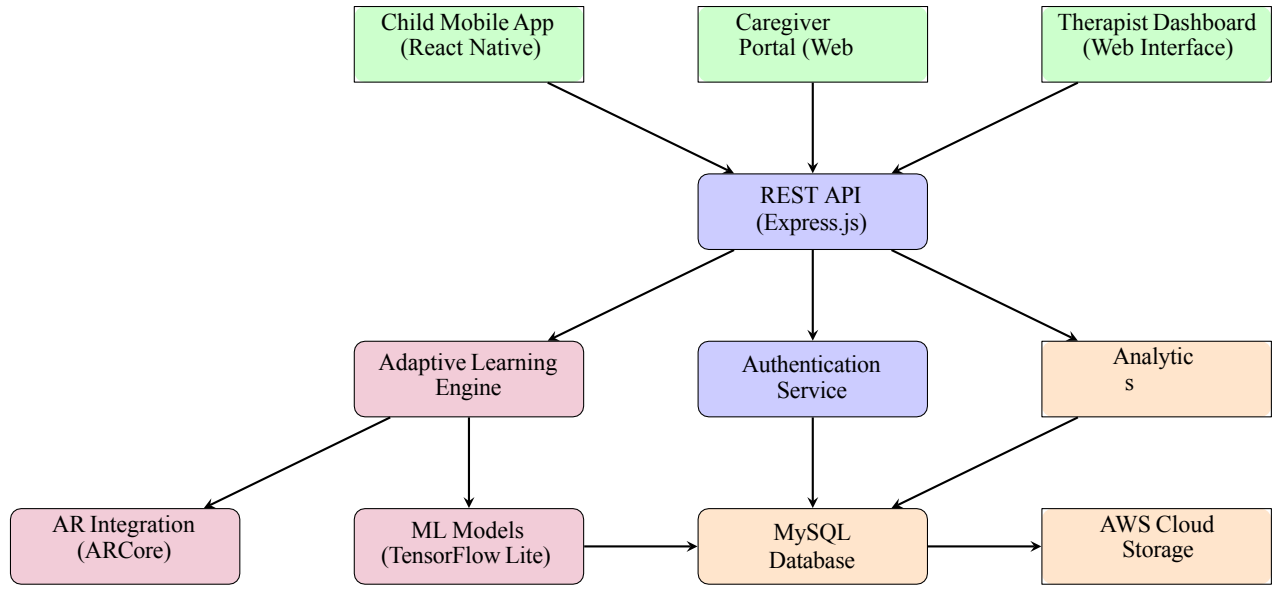 Child Mobile App
(React Native)
Caregiver
Portal (Web
Therapist Dashboard
(Web Interface)
REST API
(Express.js)
Adaptive Learning
Engine
Authentication
Service
Analytic
s
AR Integration
(ARCore)
ML Models
(TensorFlow Lite)
MySQL
Database
AWS Cloud
Storage